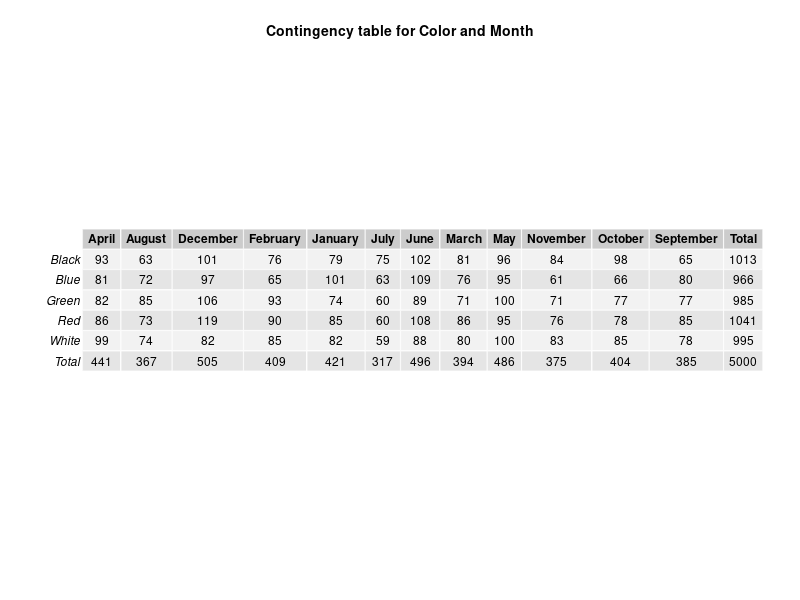 Contingency table for Color and Month
April August December February January July June March May November October September Total
Black 93 63 101 76 79 75 102 81 96 84 98 65 1013
Blue 81 72 97 65 101 63 109 76 95 61 66 80 966
Green 82 85 106 93 74 60 89 71 100 71 77 77 985
Red 86 73 119 90 85 60 108 86 95 76 78 85 1041
White 99 74 82 85 82 59 88 80 100 83 85 78 995
Total 441 367 505 409 421 317 496 394 486 375 404 385 5000